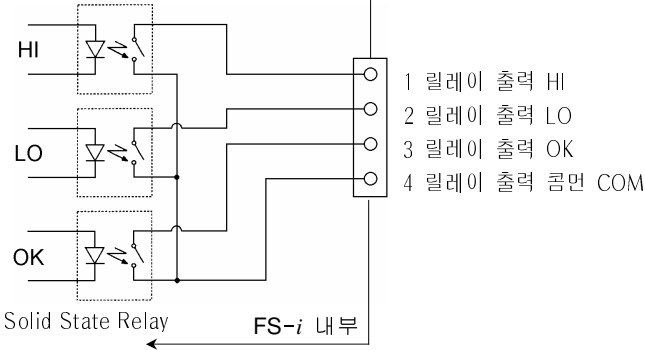 HI
LO
OK
1 릴레이 출력 HI
2 릴레이 출력 LO
3 릴레이 출력 OK
4 릴레이 출력 콤먼 COM
Solid State Relay
FS-i 내부